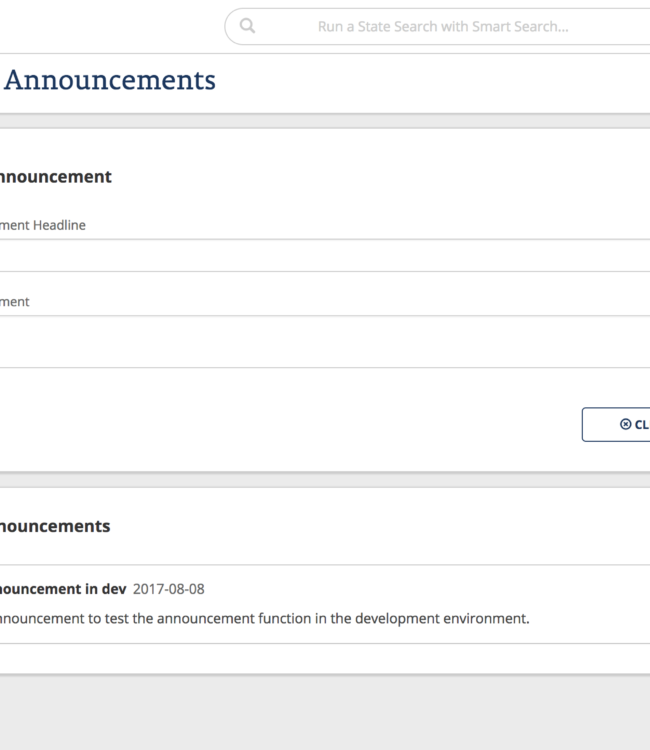 Run a State Search with Smart Search...
Announcements
nnouncement
ment Headline
ment
CL
nouncements
nouncement in dev 2017-08-08
nnouncement to test the announcement function in the development environment.